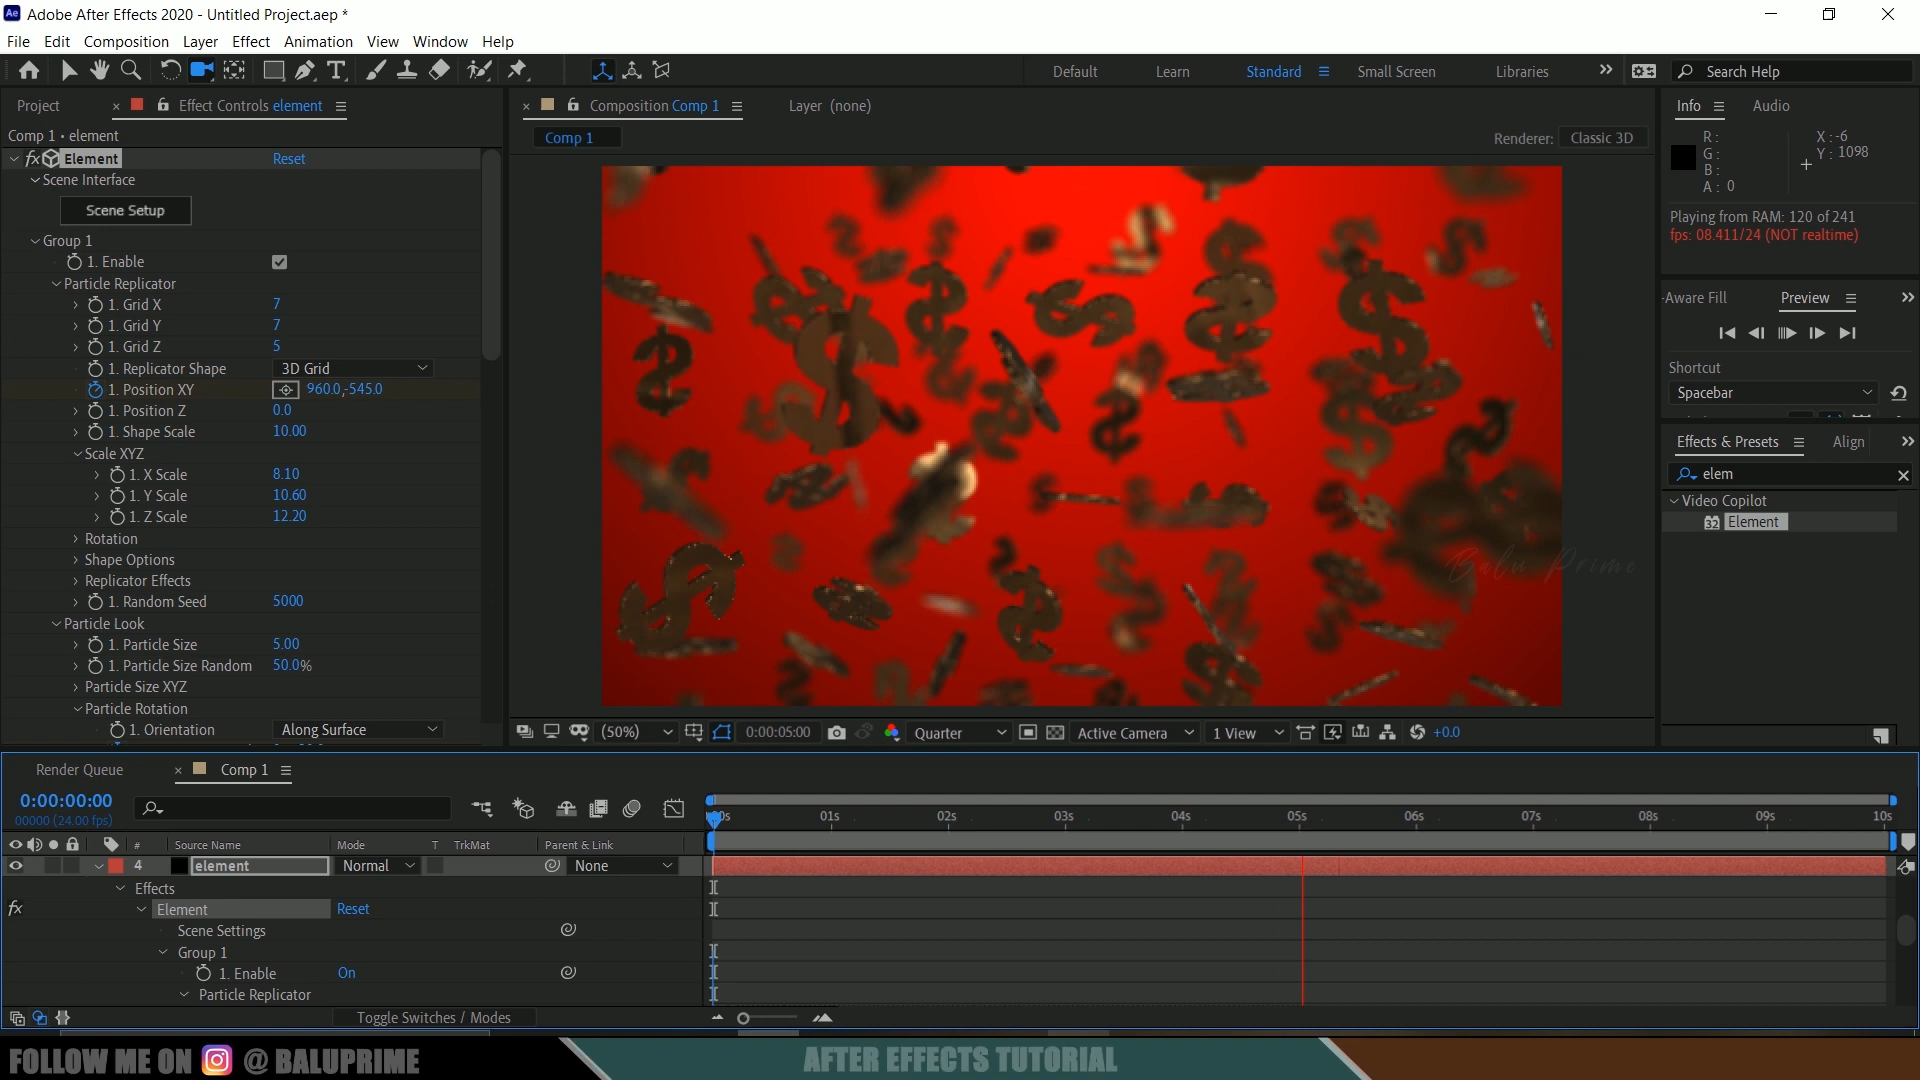 Adobe After Effects 2020 - Untitled Project.aep *
File Edit Composition Layer Effect Animation View Window Help
Default Learn Standard Small Screen Libraries Search Help
Project Effect Controls element
Comp 1 • element
fx Element Reset
Scene Interface
Scene Setup
Group 1
1. Enable
Particle Replicator
1. Grid X 7
1. Grid Y 7
1. Grid Z 5
1. Replicator Shape 3D Grid
1. Position XY 960.0,-545.0
1. Position Z 0.0
1. Shape Scale 10.00
Scale XYZ
1. X Scale 8.10
1. Y Scale 10.60
1. Z Scale 12.20
Rotation
Shape Options
Replicator Effects
1. Random Seed 5000
Particle Look
1. Particle Size 5.00
1. Particle Size Random 50.0%
Particle Size XYZ
Particle Rotation
1. Orientation Along Surface
Composition Comp 1 Layer (none)
Comp 1 Renderer: Classic 3D
Balu Prime
(50%) 0:00:05:00 Quarter Active Camera 1 View +0.0
Info Audio
R :
G :
B :
A : 0
X : -6
Y : 1098
Playing from RAM: 120 of 241
fps: 08.411/24 (NOT realtime)
-Aware Fill Preview
Shortcut
Spacebar
Effects & Presets Align
elem
Video Copilot
32 Element
Render Queue Comp 1
0:00:00:00
00000 (24.00 fps)
0s 01s 02s 03s 04s 05s 06s 07s 08s 09s 10s
# Source Name Mode T TrkMat Parent & Link
4 element Normal None
Effects
fx Element Reset
Scene Settings
Group 1
1. Enable On
Particle Replicator
Toggle Switches / Modes
FOLLOW ME ON @ BALUPRIME AFTER EFFECTS TUTORIAL